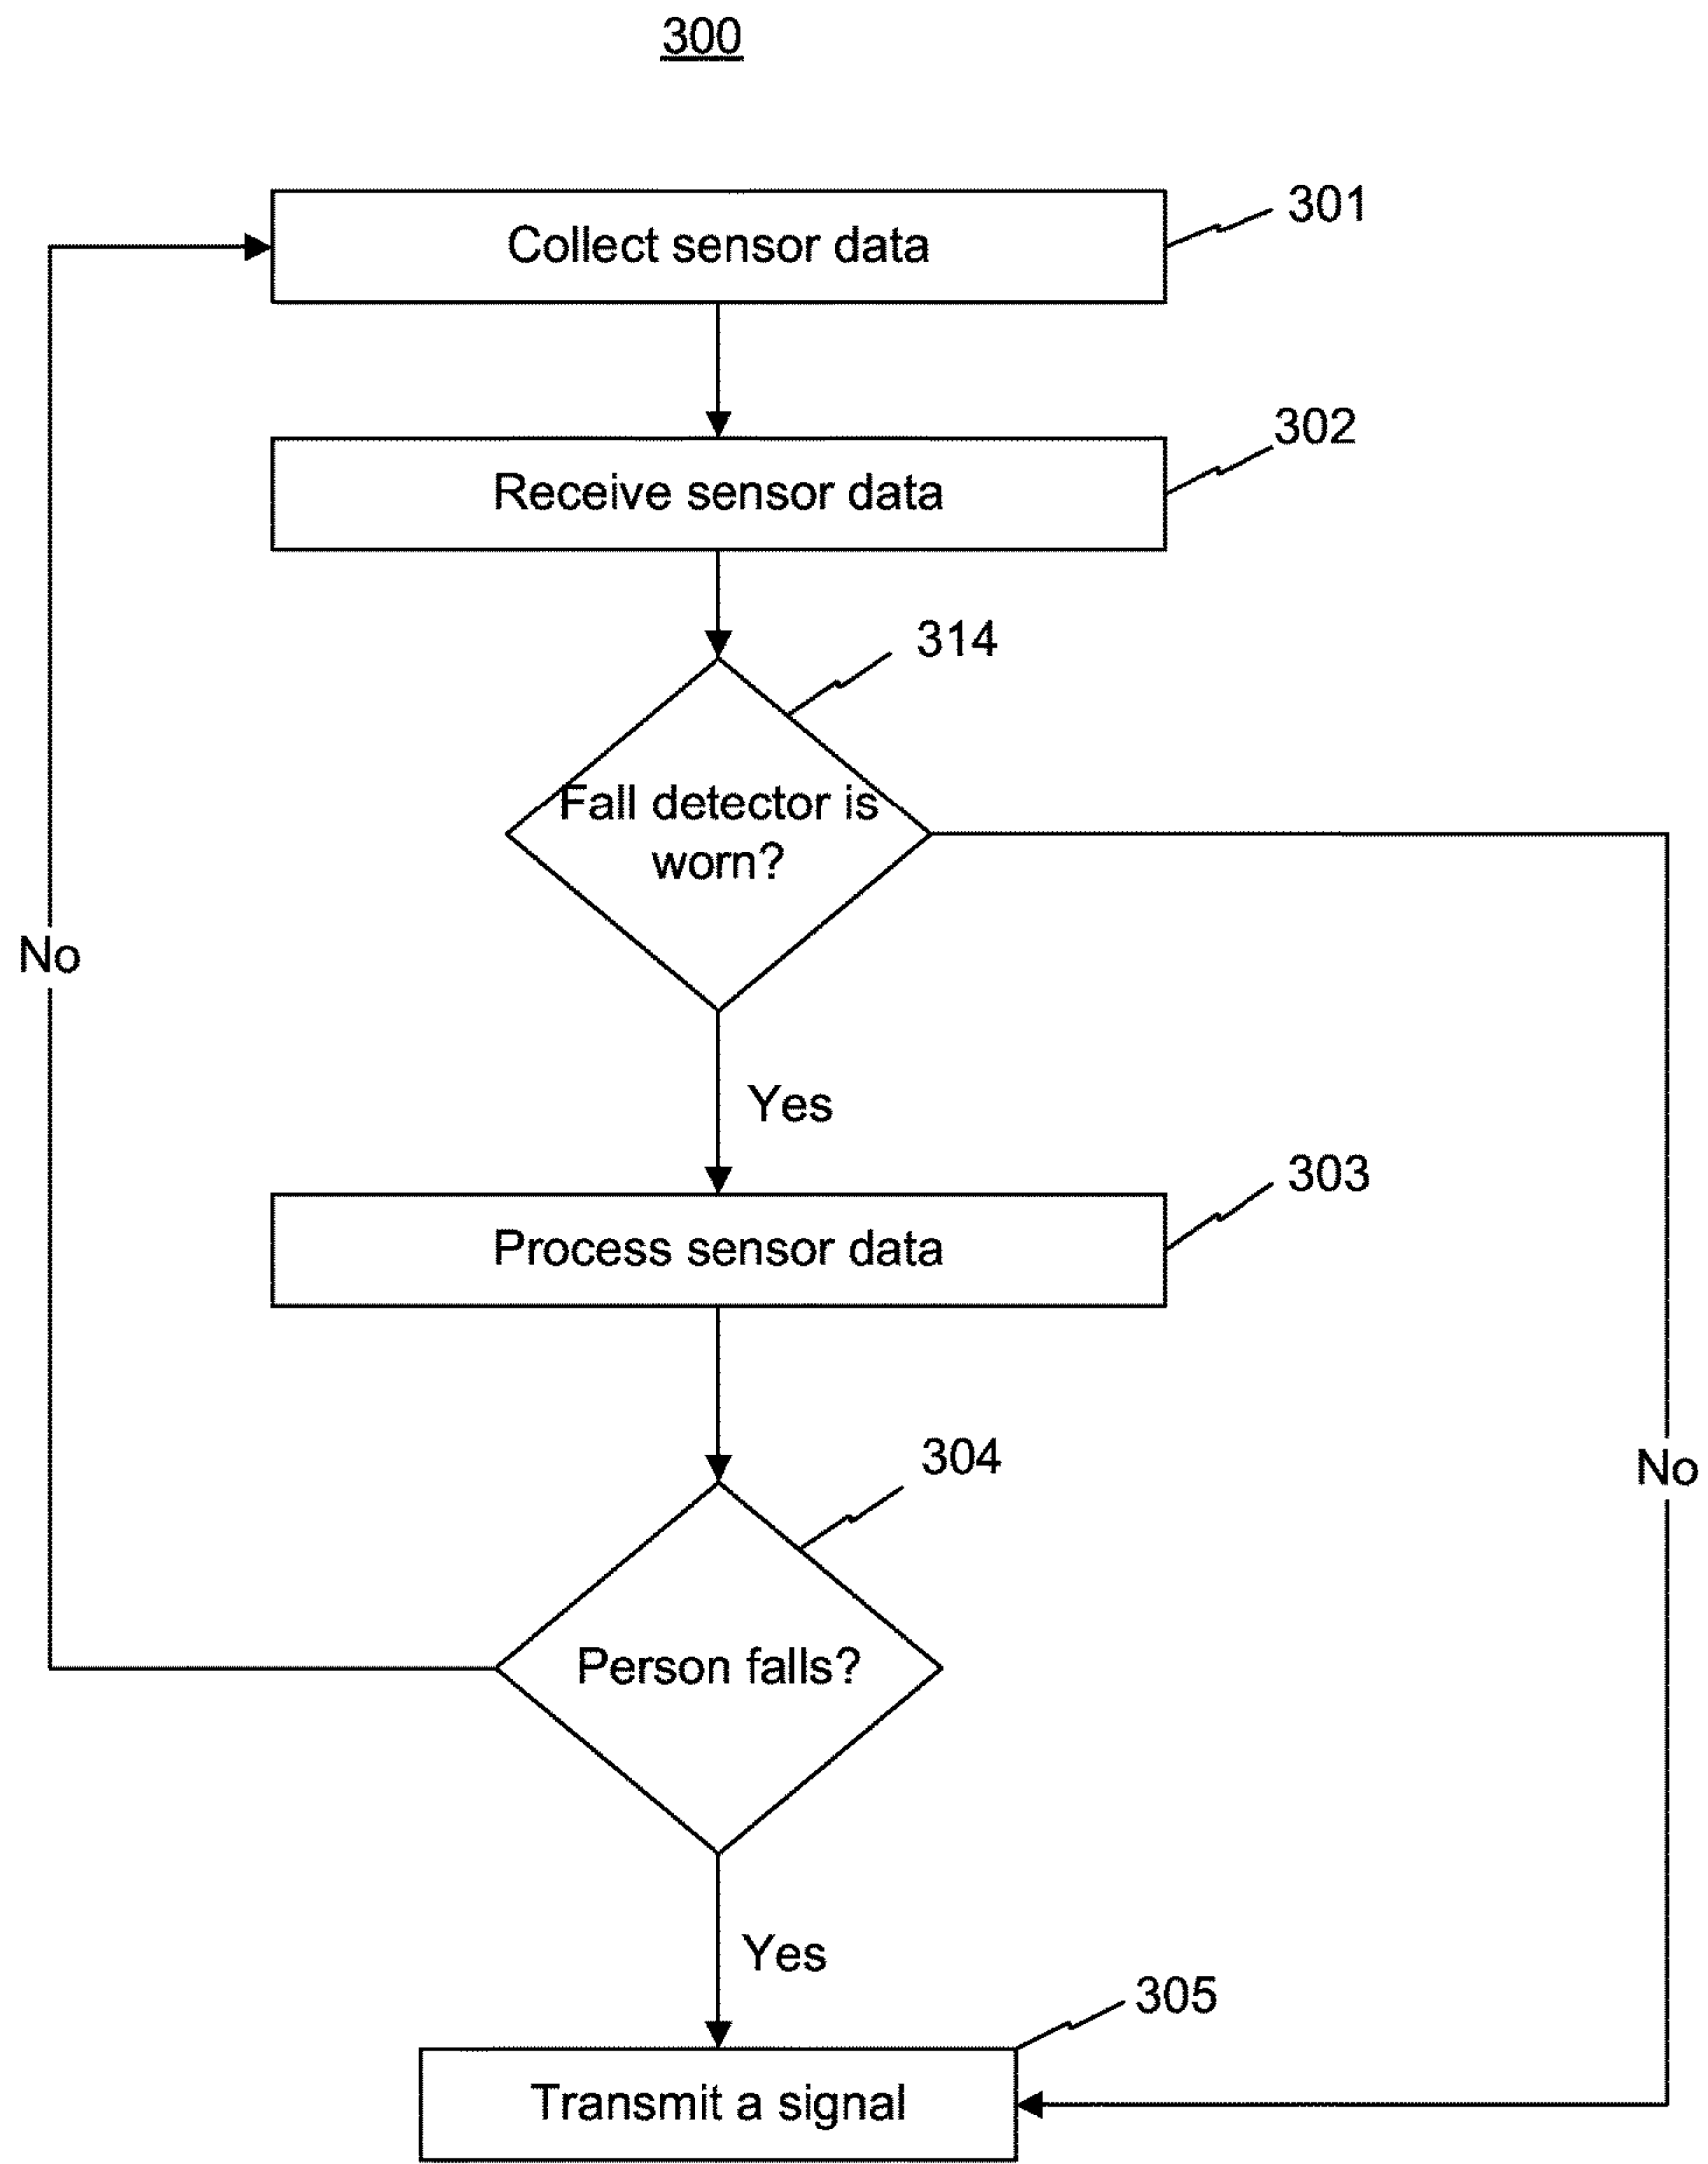 300
Collect sensor data
301
Receive sensor data
302
314
Fall detector is
worn?
No
Yes
303
Process sensor data
304
No
Person falls?
Yes
305
Transmit a signal